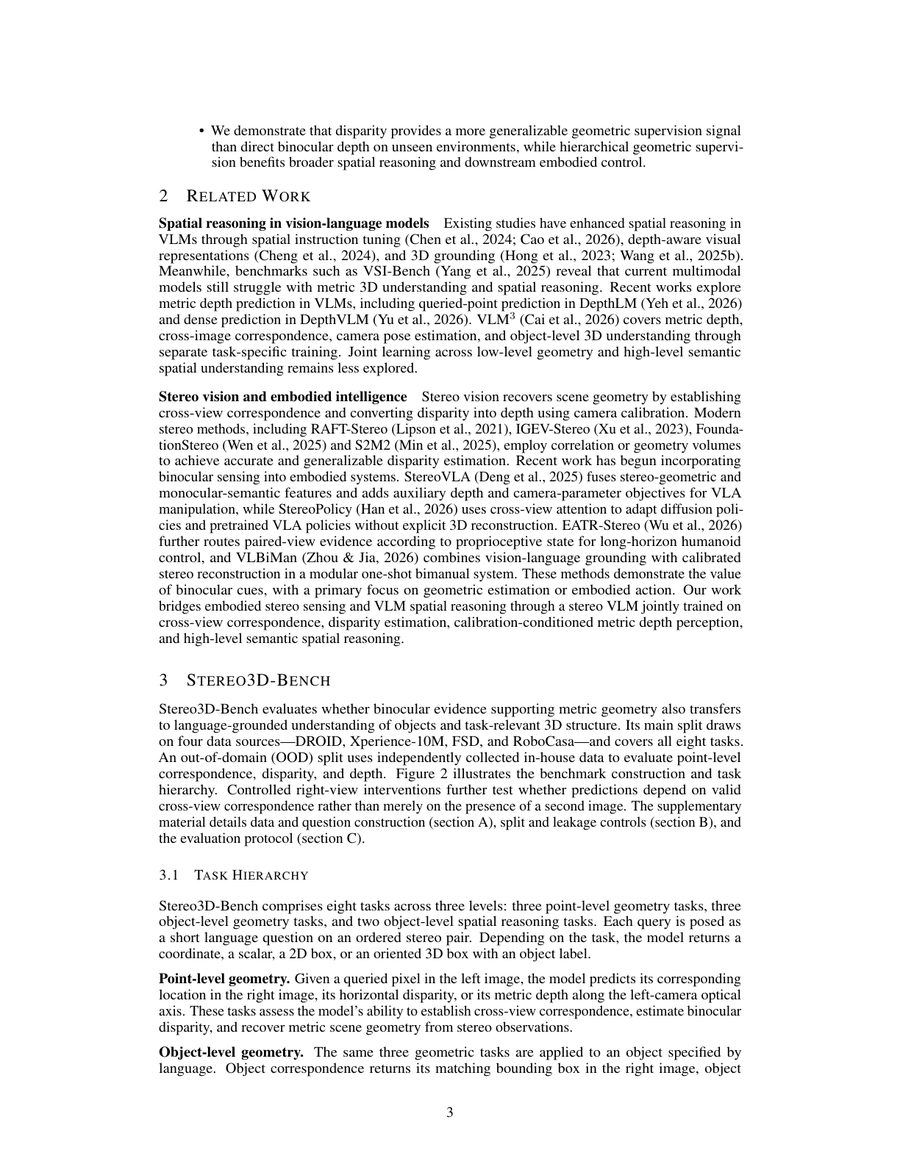 • We demonstrate that disparity provides a more generalizable geometric supervision signal
than direct binocular depth on unseen environments, while hierarchical geometric supervi-
sion benefits broader spatial reasoning and downstream embodied control.
2 RELATED WORK
Spatial reasoning in vision-language models Existing studies have enhanced spatial reasoning in
VLMs through spatial instruction tuning (Chen et al., 2024; Cao et al., 2026), depth-aware visual
representations (Cheng et al., 2024), and 3D grounding (Hong et al., 2023; Wang et al., 2025b).
Meanwhile, benchmarks such as VSI-Bench (Yang et al., 2025) reveal that current multimodal
models still struggle with metric 3D understanding and spatial reasoning. Recent works explore
metric depth prediction in VLMs, including queried-point prediction in DepthLM (Yeh et al., 2026)
and dense prediction in DepthVLM (Yu et al., 2026). VLM³ (Cai et al., 2026) covers metric depth,
cross-image correspondence, camera pose estimation, and object-level 3D understanding through
separate task-specific training. Joint learning across low-level geometry and high-level semantic
spatial understanding remains less explored.
Stereo vision and embodied intelligence Stereo vision recovers scene geometry by establishing
cross-view correspondence and converting disparity into depth using camera calibration. Modern
stereo methods, including RAFT-Stereo (Lipson et al., 2021), IGEV-Stereo (Xu et al., 2023), Founda-
tionStereo (Wen et al., 2025) and S2M2 (Min et al., 2025), employ correlation or geometry volumes
to achieve accurate and generalizable disparity estimation. Recent work has begun incorporating
binocular sensing into embodied systems. StereoVLA (Deng et al., 2025) fuses stereo-geometric and
monocular-semantic features and adds auxiliary depth and camera-parameter objectives for VLA
manipulation, while StereoPolicy (Han et al., 2026) uses cross-view attention to adapt diffusion poli-
cies and pretrained VLA policies without explicit 3D reconstruction. EATR-Stereo (Wu et al., 2026)
further routes paired-view evidence according to proprioceptive state for long-horizon humanoid
control, and VLBiMan (Zhou & Jia, 2026) combines vision-language grounding with calibrated
stereo reconstruction in a modular one-shot bimanual system. These methods demonstrate the value
of binocular cues, with a primary focus on geometric estimation or embodied action. Our work
bridges embodied stereo sensing and VLM spatial reasoning through a stereo VLM jointly trained on
cross-view correspondence, disparity estimation, calibration-conditioned metric depth perception,
and high-level semantic spatial reasoning.
3 STEREO3D-BENCH
Stereo3D-Bench evaluates whether binocular evidence supporting metric geometry also transfers
to language-grounded understanding of objects and task-relevant 3D structure. Its main split draws
on four data sources—DROID, Xperience-10M, FSD, and RoboCasa—and covers all eight tasks.
An out-of-domain (OOD) split uses independently collected in-house data to evaluate point-level
correspondence, disparity, and depth. Figure 2 illustrates the benchmark construction and task
hierarchy. Controlled right-view interventions further test whether predictions depend on valid
cross-view correspondence rather than merely on the presence of a second image. The supplementary
material details data and question construction (section A), split and leakage controls (section B), and
the evaluation protocol (section C).
3.1 TASK HIERARCHY
Stereo3D-Bench comprises eight tasks across three levels: three point-level geometry tasks, three
object-level geometry tasks, and two object-level spatial reasoning tasks. Each query is posed as
a short language question on an ordered stereo pair. Depending on the task, the model returns a
coordinate, a scalar, a 2D box, or an oriented 3D box with an object label.
Point-level geometry. Given a queried pixel in the left image, the model predicts its corresponding
location in the right image, its horizontal disparity, or its metric depth along the left-camera optical
axis. These tasks assess the model's ability to establish cross-view correspondence, estimate binocular
disparity, and recover metric scene geometry from stereo observations.
Object-level geometry. The same three geometric tasks are applied to an object specified by
language. Object correspondence returns its matching bounding box in the right image, object
3